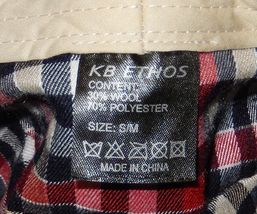 KB ETHOS
CONTENT:
30% WOOL
70% POLYESTER
SIZE: S/M
MADE IN CHINA